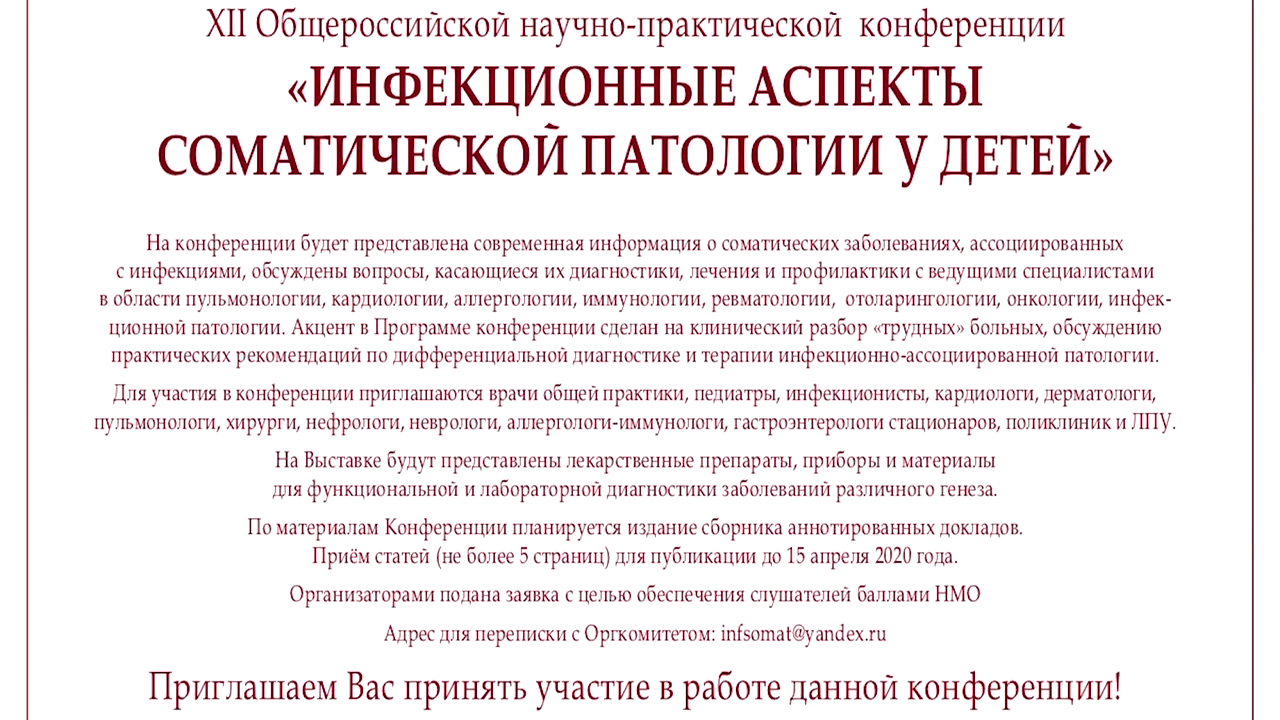 XII Общероссийской научно-практической конференции
«ИНФЕКЦИОННЫЕ АСПЕКТЫ
СОМАТИЧЕСКОЙ ПАТОЛОГИИ У ДЕТЕЙ»
На конференции будет представлена современная информация о соматических заболеваниях, ассоциированных
с инфекциями, обсуждены вопросы, касающиеся их диагностики, лечения и профилактики с ведущими специалистами
в области пульмонологии, кардиологии, аллергологии, иммунологии, ревматологии, отоларингологии, онкологии, инфек-
ционной патологии. Акцент в Программе конференции сделан на клинический разбор «трудных» больных, обсуждению
практических рекомендаций по дифференциальной диагностике и терапии инфекционно-ассоциированной патологии.
Для участия в конференции приглашаются врачи общей практики, педиатры, инфекционисты, кардиологи, дерматологи,
пульмонологи, хирурги, нефрологи, неврологи, аллергологи-иммунологи, гастроэнтерологи стационаров, поликлиник и ЛПУ.
На Выставке будут представлены лекарственные препараты, приборы и материалы
для функциональной и лабораторной диагностики заболеваний различного генеза.
По материалам Конференции планируется издание сборника аннотированных докладов.
Приём статей (не более 5 страниц) для публикации до 15 апреля 2020 года.
Организаторами подана заявка с целью обеспечения слушателей баллами НМО
Адрес для переписки с Оргкомитетом: infsomat@yandex.ru
Приглашаем Вас принять участие в работе данной конференции!